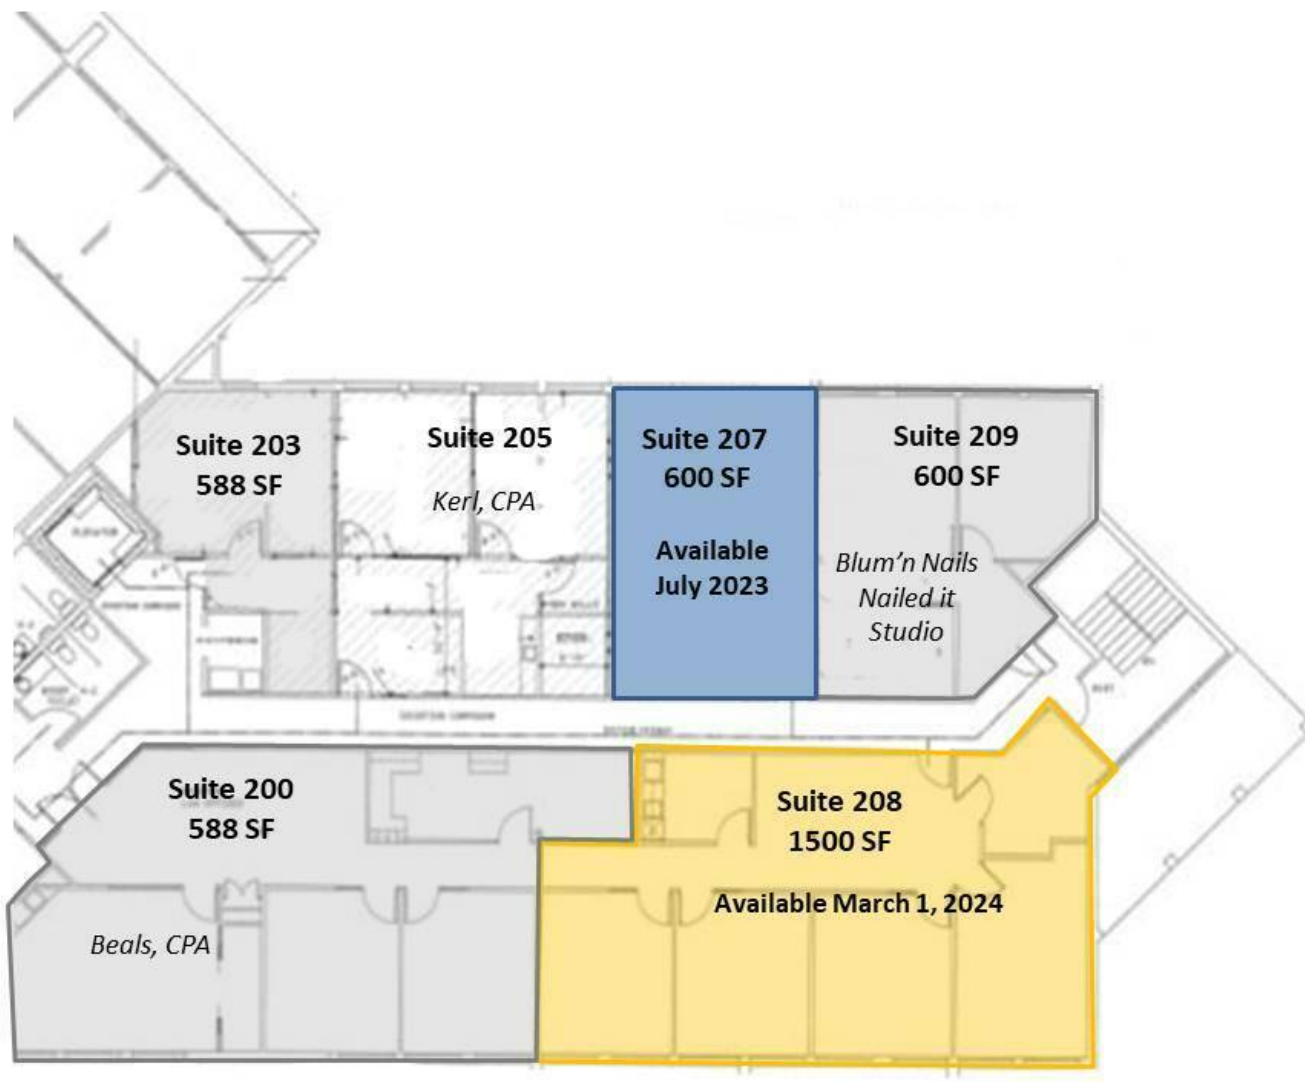 Suite 203
588 SF
Suite 205
Kerl, CPA
Suite 207
600 SF
Available
July 2023
Suite 209
600 SF
Blum’n Nails
Nailed it
Studio
Suite 200
588 SF
Beals, CPA
Suite 208
1500 SF
Available March 1, 2024